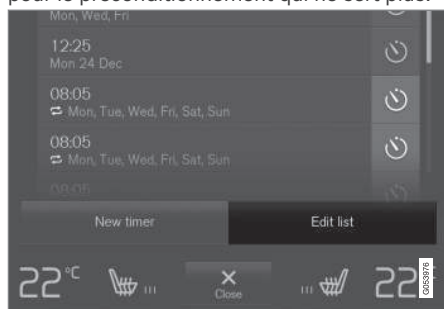 pour le préconditionnement qui ne sert plus.
Mon, Wed, Fri
12:25
Mon 24 Dec
08:05
Mon, Tue, Wed, Fri, Sat, Sun
08:05
Mon, Tue, Wed, Fri, Sat, Sun
08:05
New timer
Edit list
22°C
Close
22
G053976